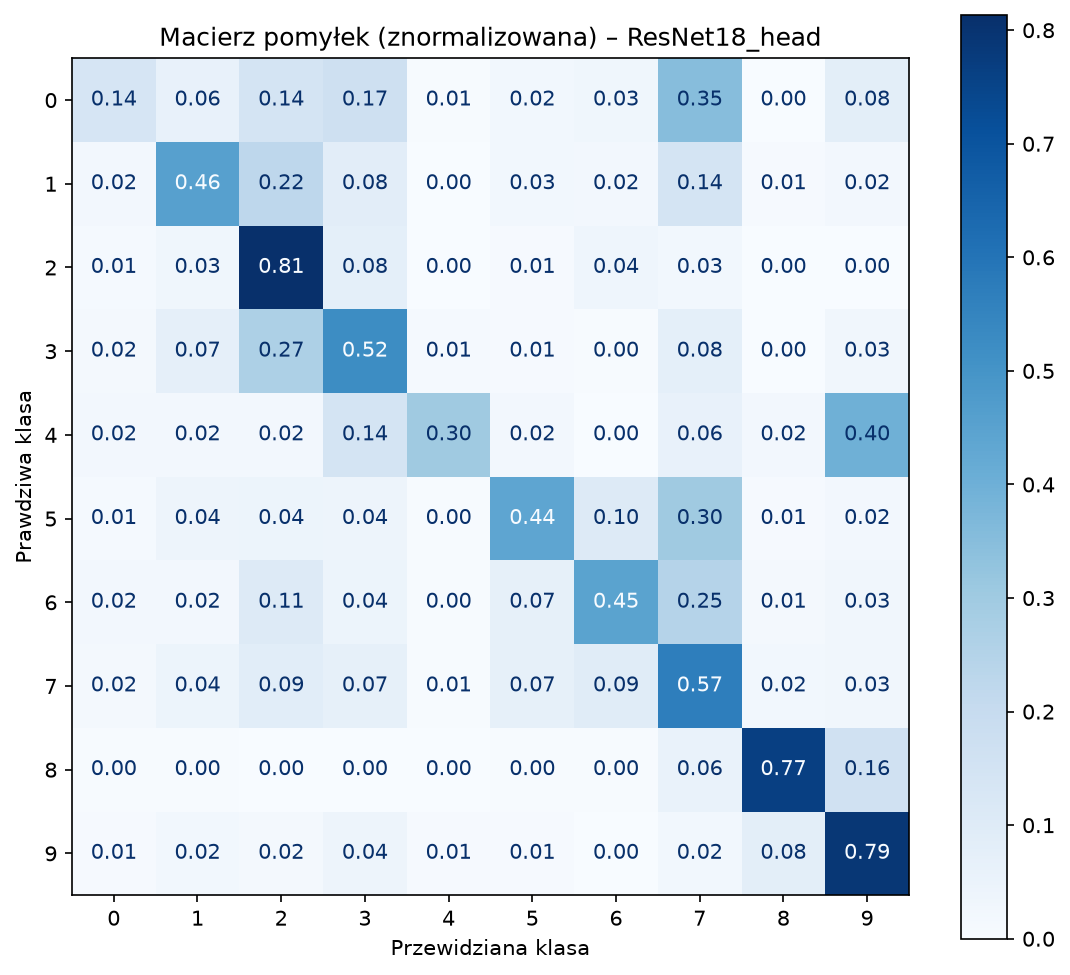 Macierz pomyłek (znormalizowana) – ResNet18_head
0 0.14 0.06 0.14 0.17 0.01 0.02 0.03 0.35 0.00 0.08
1 0.02 0.46 0.22 0.08 0.00 0.03 0.02 0.14 0.01 0.02
2 0.01 0.03 0.81 0.08 0.00 0.01 0.04 0.03 0.00 0.00
3 0.02 0.07 0.27 0.52 0.01 0.01 0.00 0.08 0.00 0.03
4 0.02 0.02 0.02 0.14 0.30 0.02 0.00 0.06 0.02 0.40
5 0.01 0.04 0.04 0.04 0.00 0.44 0.10 0.30 0.01 0.02
6 0.02 0.02 0.11 0.04 0.00 0.07 0.45 0.25 0.01 0.03
7 0.02 0.04 0.09 0.07 0.01 0.07 0.09 0.57 0.02 0.03
8 0.00 0.00 0.00 0.00 0.00 0.00 0.00 0.06 0.77 0.16
9 0.01 0.02 0.02 0.04 0.01 0.01 0.00 0.02 0.08 0.79
0 1 2 3 4 5 6 7 8 9
Przewidziana klasa
Prawdziwa klasa
0.8
0.7
0.6
0.5
0.4
0.3
0.2
0.1
0.0